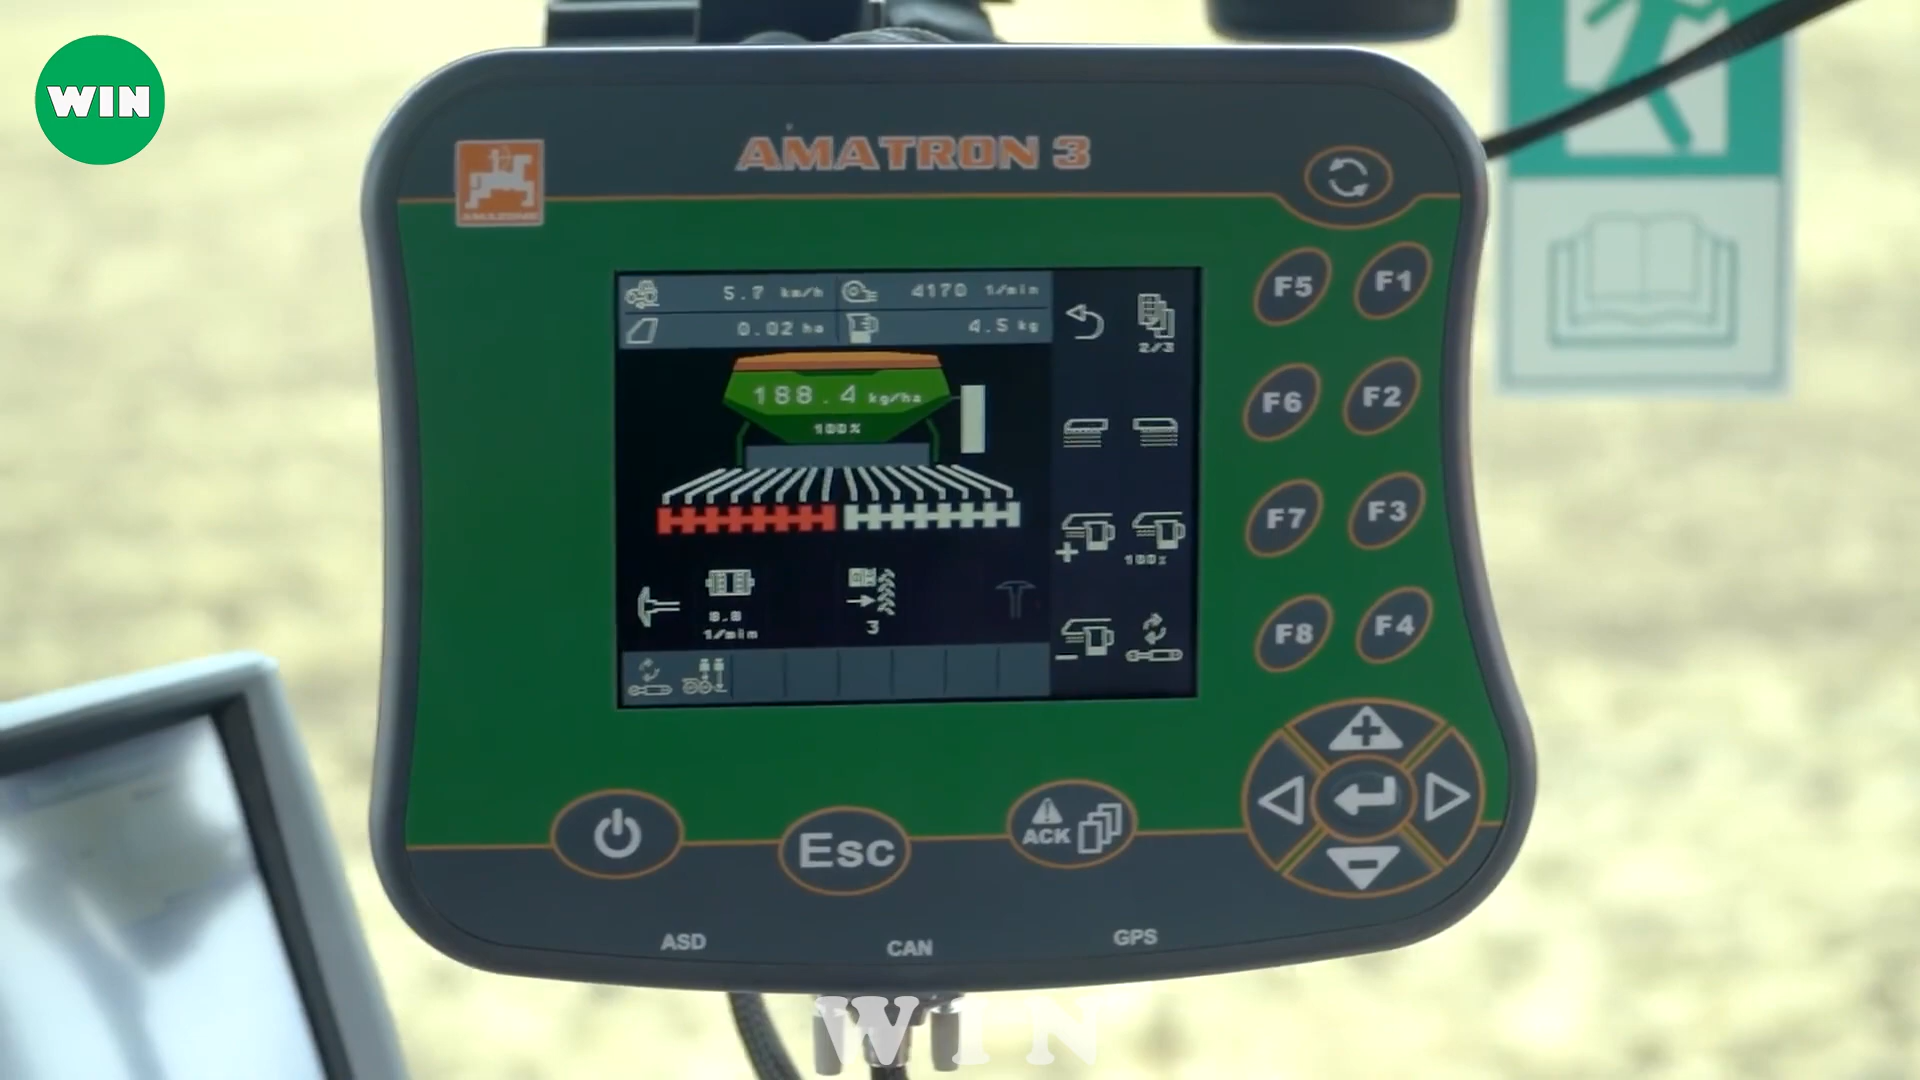 WIN
AMATRON 3
AMAZONE
5.7 km/h 4170 1/min
0.02 ha 4.5 kg
2/3
188.4 kg/ha
100%
100%
1/min
3
F5 F1
F6 F2
F7 F3
F8 F4
Esc
ACK
ASD CAN GPS
WIN